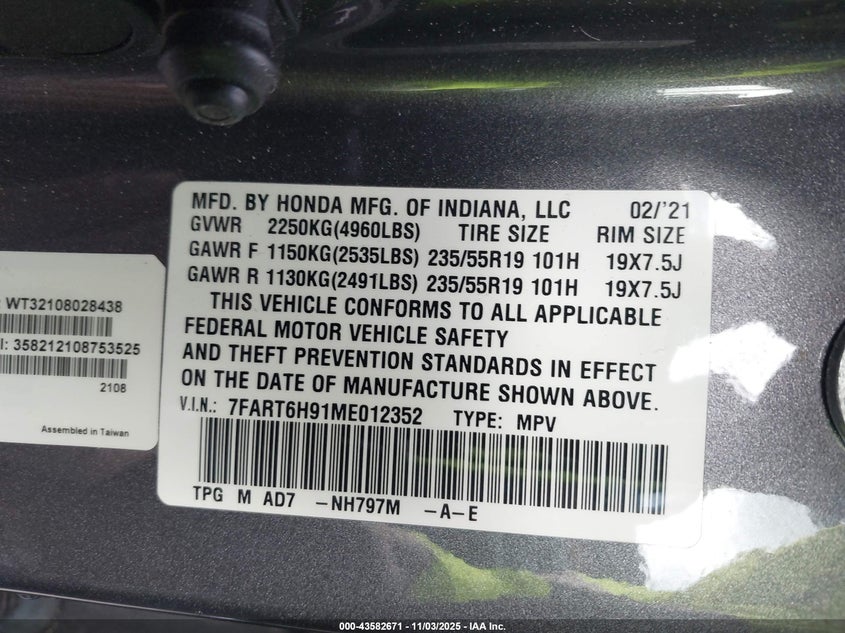 MFD. BY HONDA MFG. OF INDIANA, LLC 02/'21
GVWR 2250KG(4960LBS) TIRE SIZE RIM SIZE
GAWR F 1150KG(2535LBS) 235/55R19 101H 19X7.5J
GAWR R 1130KG(2491LBS) 235/55R19 101H 19X7.5J
THIS VEHICLE CONFORMS TO ALL APPLICABLE
FEDERAL MOTOR VEHICLE SAFETY
AND THEFT PREVENTION STANDARDS IN EFFECT
ON THE DATE OF MANUFACTURE SHOWN ABOVE.
V.I.N.: 7FART6H91ME012352 TYPE: MPV
TPG M AD7 -NH797M -A-E
: WT32108028438
I: 358212108753525
2108
Assembled in Taiwan
000-43582671 - 11/03/2025 - IAA Inc.